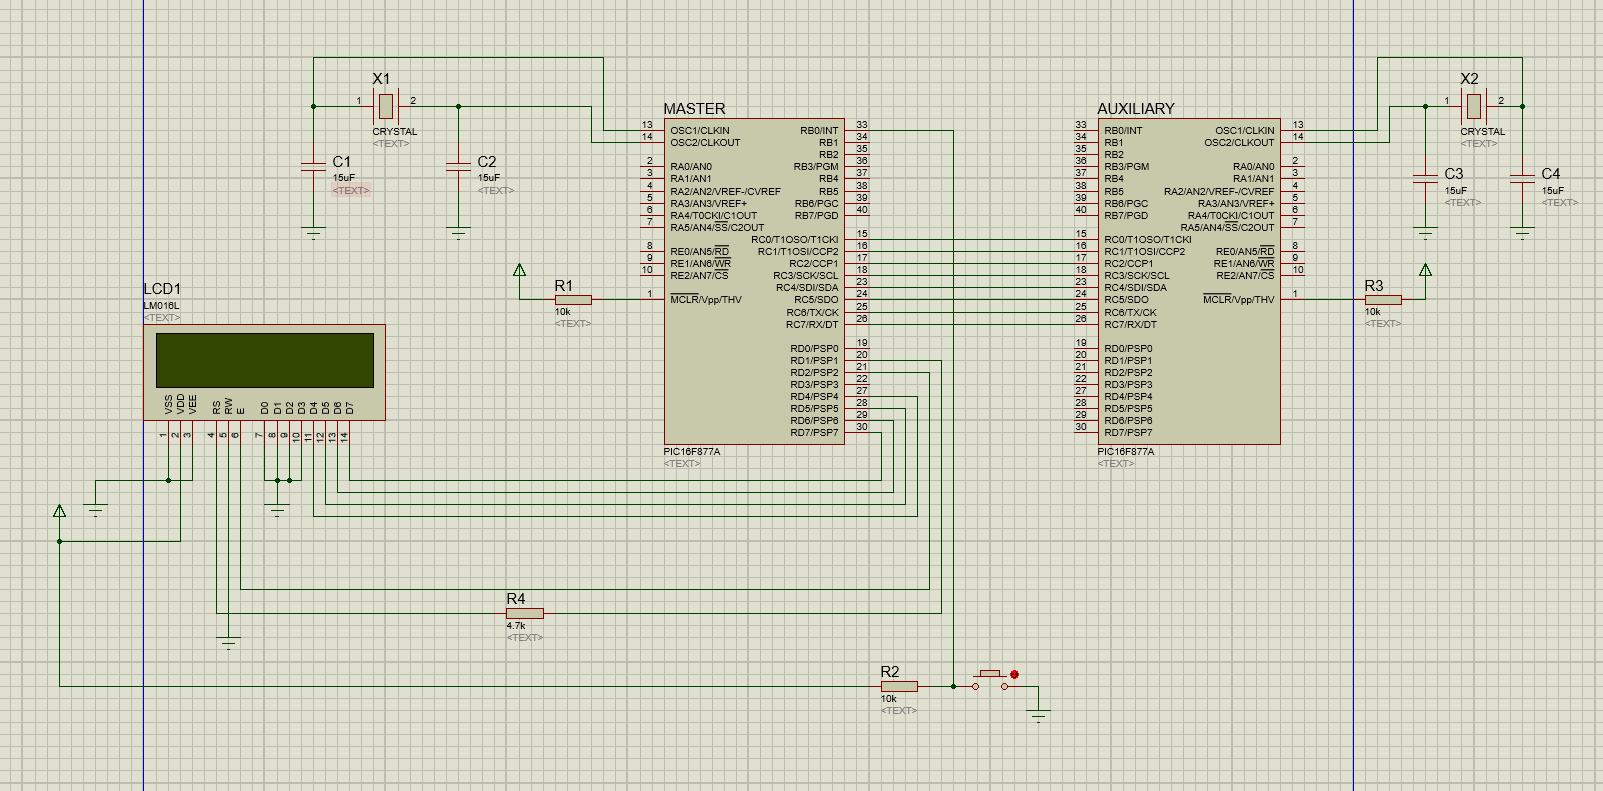 X1
1 2
CRYSTAL
<TEXT>
C1
15uF
<TEXT>
C2
15uF
<TEXT>
MASTER
13 OSC1/CLKIN RB0/INT 33
14 OSC2/CLKOUT RB1 34
RB2 35
2 RA0/AN0 RB3/PGM 36
3 RA1/AN1 RB4 37
4 RA2/AN2/VREF-/CVREF RB5 38
5 RA3/AN3/VREF+ RB6/PGC 39
6 RA4/T0CKI/C1OUT RB7/PGD 40
7 RA5/AN4/SS/C2OUT
RC0/T1OSO/T1CKI 15
8 RE0/AN5/RD RC1/T1OSI/CCP2 16
9 RE1/AN6/WR RC2/CCP1 17
10 RE2/AN7/CS RC3/SCK/SCL 18
RC4/SDI/SDA 23
1 MCLR/Vpp/THV RC5/SDO 24
RC6/TX/CK 25
RC7/RX/DT 26
RD0/PSP0 19
RD1/PSP1 20
RD2/PSP2 21
RD3/PSP3 22
RD4/PSP4 27
RD5/PSP5 28
RD6/PSP6 29
RD7/PSP7 30
PIC16F877A
<TEXT>
AUXILIARY
33 RB0/INT OSC1/CLKIN 13
34 RB1 OSC2/CLKOUT 14
35 RB2
36 RB3/PGM RA0/AN0 2
37 RB4 RA1/AN1 3
38 RB5 RA2/AN2/VREF-/CVREF 4
39 RB6/PGC RA3/AN3/VREF+ 5
40 RB7/PGD RA4/T0CKI/C1OUT 6
RA5/AN4/SS/C2OUT 7
15 RC0/T1OSO/T1CKI
16 RC1/T1OSI/CCP2 RE0/AN5/RD 8
17 RC2/CCP1 RE1/AN6/WR 9
18 RC3/SCK/SCL RE2/AN7/CS 10
23 RC4/SDI/SDA
24 RC5/SDO MCLR/Vpp/THV 1
25 RC6/TX/CK
26 RC7/RX/DT
19 RD0/PSP0
20 RD1/PSP1
21 RD2/PSP2
22 RD3/PSP3
27 RD4/PSP4
28 RD5/PSP5
29 RD6/PSP6
30 RD7/PSP7
PIC16F877A
<TEXT>
X2
1 2
CRYSTAL
<TEXT>
C3
15uF
<TEXT>
C4
15uF
<TEXT>
R1
10k
<TEXT>
R3
10k
<TEXT>
LCD1
LM016L
<TEXT>
VSS VDD VEE RS RW E D0 D1 D2 D3 D4 D5 D6 D7
1 2 3 4 5 6 7 8 9 10 11 12 13 14
R4
4.7k
<TEXT>
R2
10k
<TEXT>